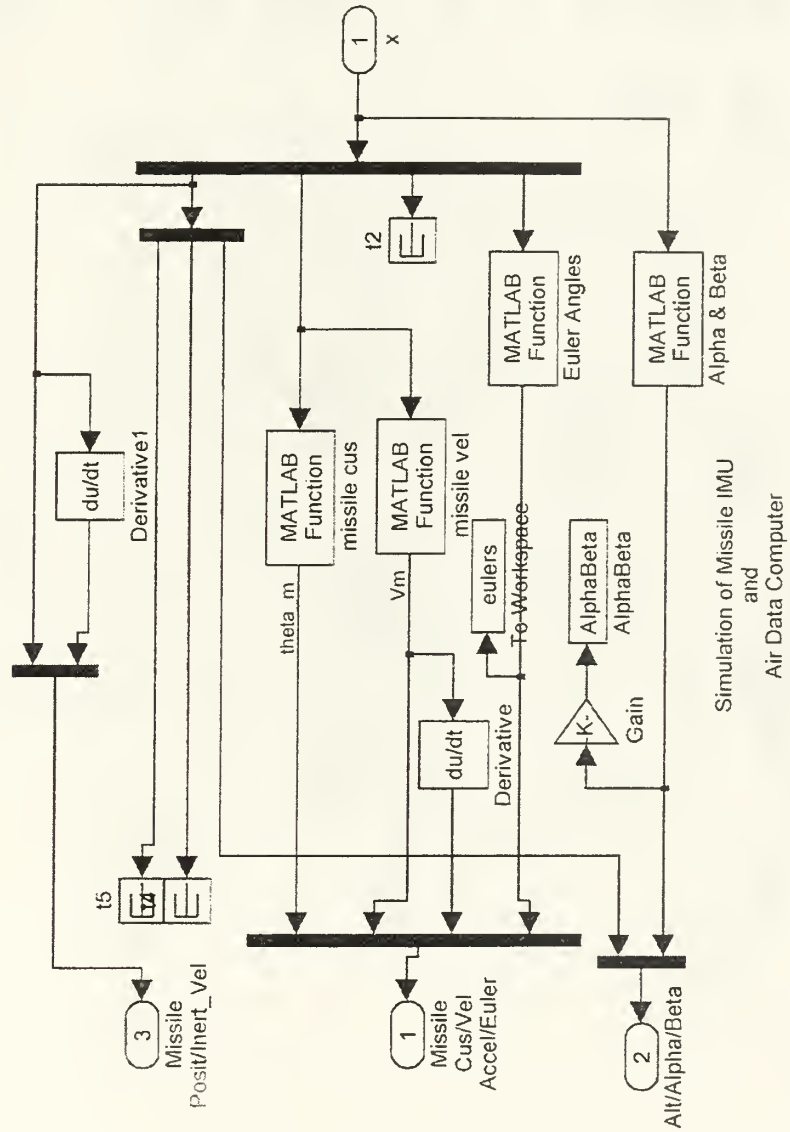 1
x
t2
MATLAB
Function
Euler Angles
MATLAB
Function
Alpha & Beta
du/dt
Derivative1
MATLAB
Function
missile cus
MATLAB
Function
missile vel
theta m
Vm
eulers
To Workspace
AlphaBeta
AlphaBeta
K-
Gain
du/dt
Derivative
t5
t4
3
Missile
Posit/Inert_Vel
1
Missile
Cus/Vel
Accel/Euler
2
Alt/Alpha/Beta
Simulation of Missile IMU
and
Air Data Computer